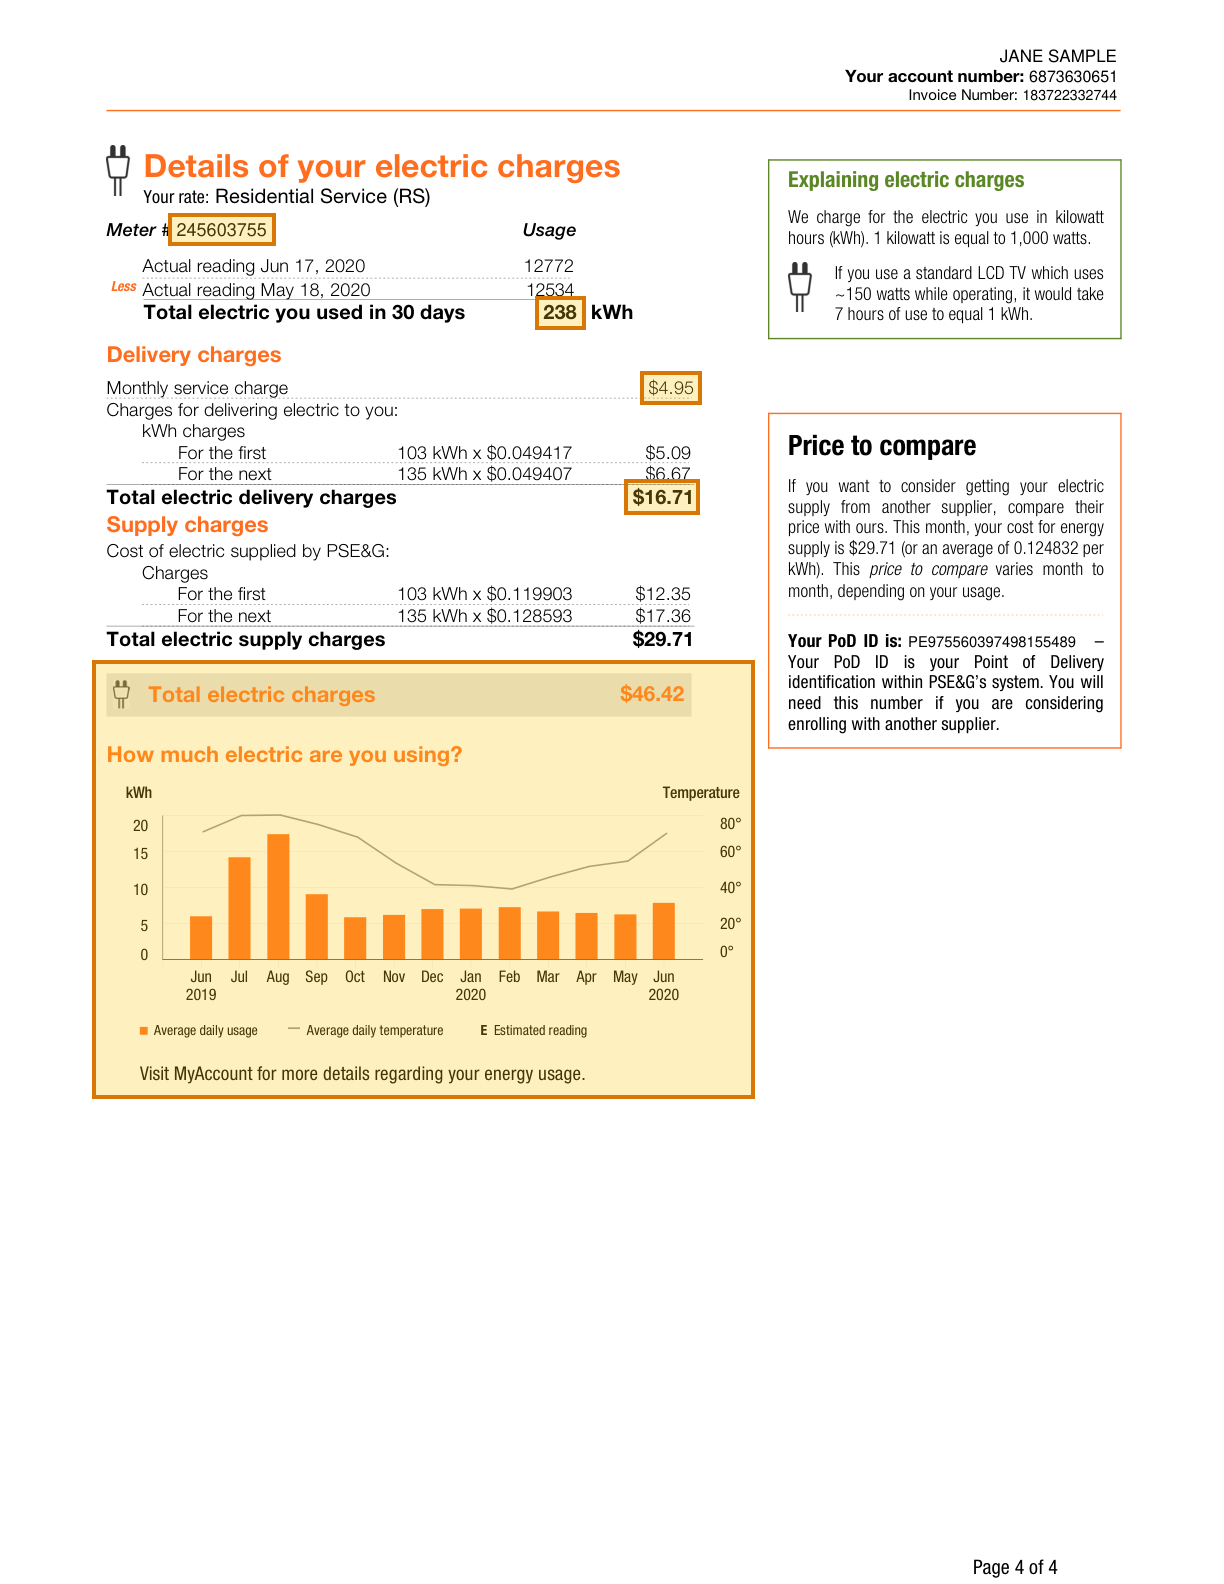 JANE SAMPLE
Your account number: 6873630651
Invoice Number: 183722332744
Details of your electric charges
Your rate: Residential Service (RS)
Meter # 245603755 Usage
Actual reading Jun 17, 2020 12772
Less Actual reading May 18, 2020 12534
Total electric you used in 30 days 238 kWh
Delivery charges
Monthly service charge $4.95
Charges for delivering electric to you:
kWh charges
For the first 103 kWh x $0.049417 $5.09
For the next 135 kWh x $0.049407 $6.67
Total electric delivery charges $16.71
Supply charges
Cost of electric supplied by PSE&G:
Charges
For the first 103 kWh x $0.119903 $12.35
For the next 135 kWh x $0.128593 $17.36
Total electric supply charges $29.71
Total electric charges $46.42
How much electric are you using?
kWh Temperature
20 80°
15 60°
10 40°
5 20°
0 0°
Jun Jul Aug Sep Oct Nov Dec Jan Feb Mar Apr May Jun
2019 2020 2020
Average daily usage Average daily temperature E Estimated reading
Visit MyAccount for more details regarding your energy usage.
Explaining electric charges
We charge for the electric you use in kilowatt
hours (kWh). 1 kilowatt is equal to 1,000 watts.
If you use a standard LCD TV which uses
~150 watts while operating, it would take
7 hours of use to equal 1 kWh.
Price to compare
If you want to consider getting your electric
supply from another supplier, compare their
price with ours. This month, your cost for energy
supply is $29.71 (or an average of 0.124832 per
kWh). This price to compare varies month to
month, depending on your usage.
Your PoD ID is: PE975560397498155489 –
Your PoD ID is your Point of Delivery
identification within PSE&G's system. You will
need this number if you are considering
enrolling with another supplier.
Page 4 of 4